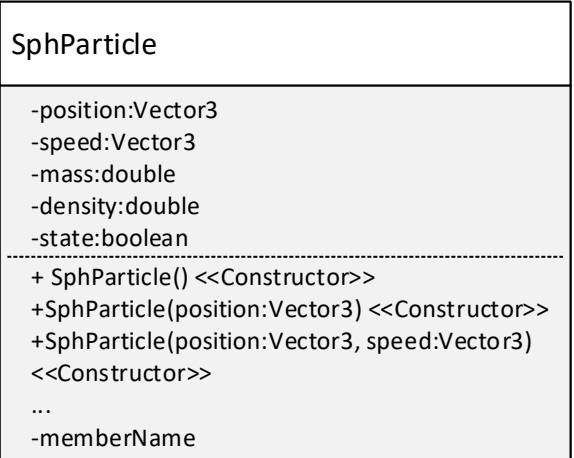 SphParticle
-position:Vector3
-speed:Vector3
-mass:double
-density:double
-state:boolean
+ SphParticle() <<Constructor>>
+SphParticle(position:Vector3) <<Constructor>>
+SphParticle(position:Vector3, speed:Vector3)
<<Constructor>>
...
-memberName